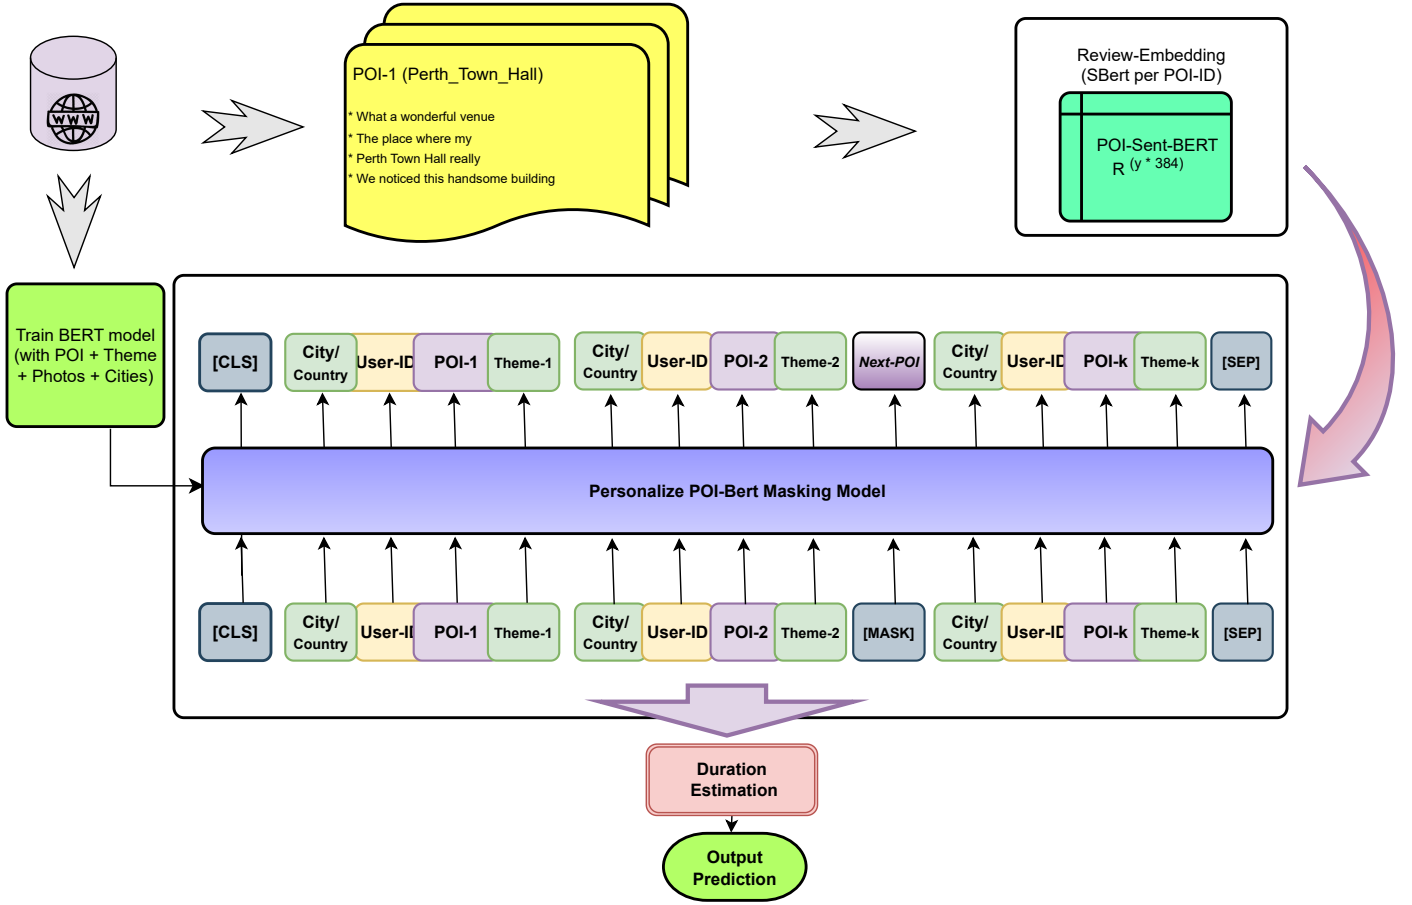 WWW
POI-1 (Perth_Town_Hall)
* What a wonderful venue
* The place where my
* Perth Town Hall really
* We noticed this handsome building
Review-Embedding
(SBert per POI-ID)
POI-Sent-BERT
R (y * 384)
Train BERT model
(with POI + Theme
+ Photos + Cities)
[CLS] City/ Country User-ID POI-1 Theme-1 City/ Country User-ID POI-2 Theme-2 Next-POI City/ Country User-ID POI-k Theme-k [SEP]
Personalize POI-Bert Masking Model
[CLS] City/ Country User-ID POI-1 Theme-1 City/ Country User-ID POI-2 Theme-2 [MASK] City/ Country User-ID POI-k Theme-k [SEP]
Duration
Estimation
Output
Prediction